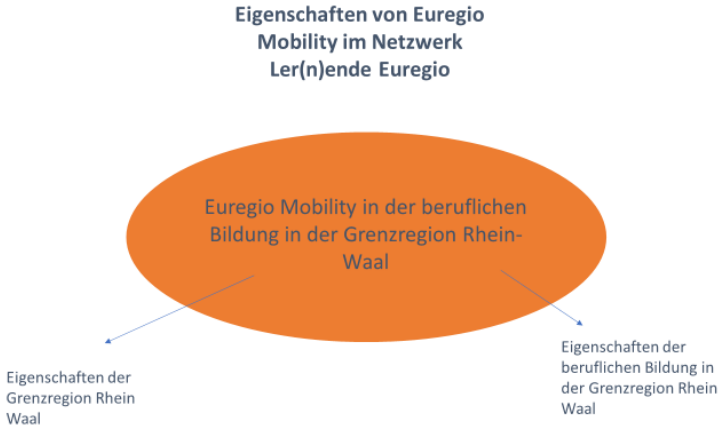 Eigenschaften von Euregio
Mobility im Netzwerk
Ler(n)ende Euregio
Euregio Mobility in der beruflichen
Bildung in der Grenzregion Rhein-
Waal
Eigenschaften der
Grenzregion Rhein
Waal
Eigenschaften der
beruflichen Bildung in
der Grenzregion Rhein
Waal